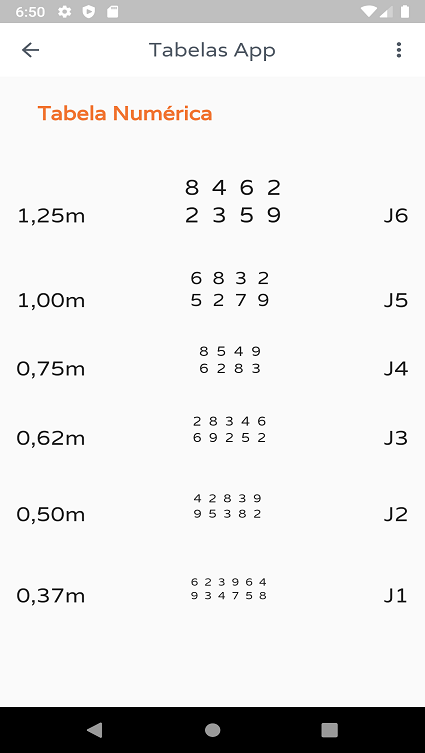 6:50
Tabelas App
Tabela Numérica
8 4 6 2
1,25m 2 3 5 9 J6
6 8 3 2
1,00m 5 2 7 9 J5
8 5 4 9
0,75m 6 2 8 3 J4
2 8 3 4 6
0,62m 6 9 2 5 2 J3
4 2 8 3 9
0,50m 9 5 3 8 2 J2
6 2 3 9 6 4
0,37m 9 3 4 7 5 8 J1